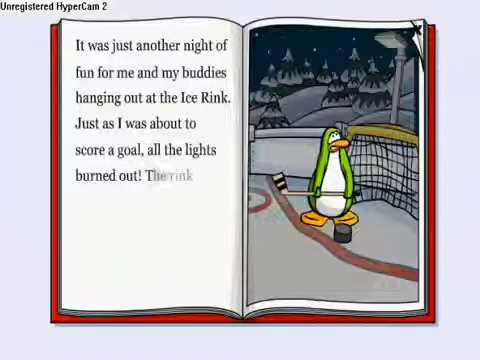 Unregistered HyperCam 2
It was just another night of
fun for me and my buddies
hanging out at the Ice Rink.
Just as I was about to
score a goal, all the lights
burned out! The rink